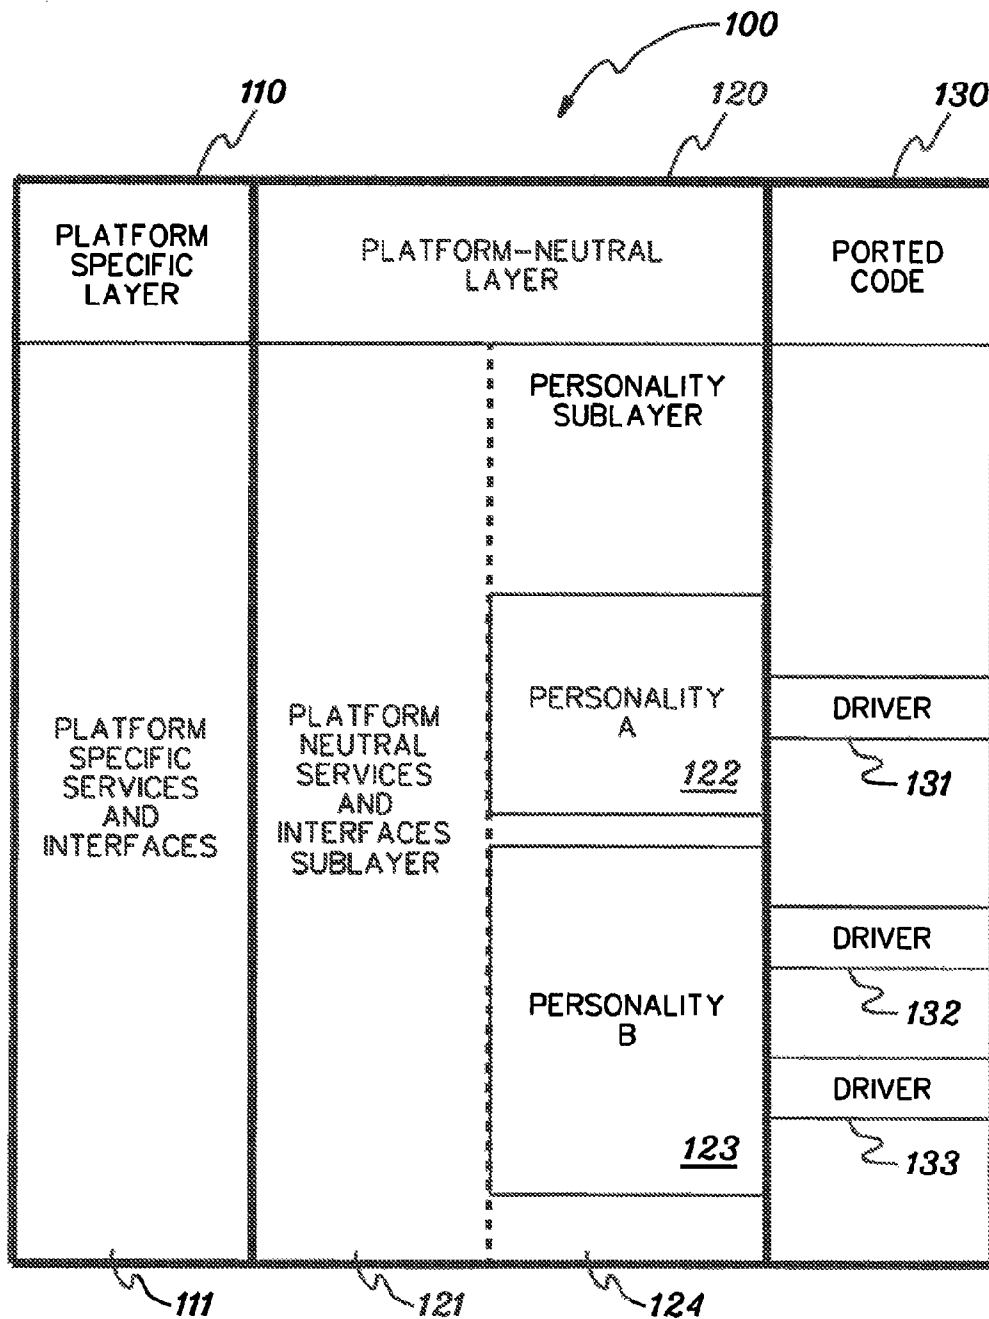 100
110
120
130
PLATFORM
SPECIFIC
LAYER
PLATFORM-NEUTRAL
LAYER
PORTED
CODE
PERSONALITY
SUBLAYER
PLATFORM
SPECIFIC
SERVICES
AND
INTERFACES
PLATFORM
NEUTRAL
SERVICES
AND
INTERFACES
SUBLAYER
PERSONALITY
A
122
DRIVER
131
PERSONALITY
B
123
DRIVER
132
DRIVER
133
111
121
124